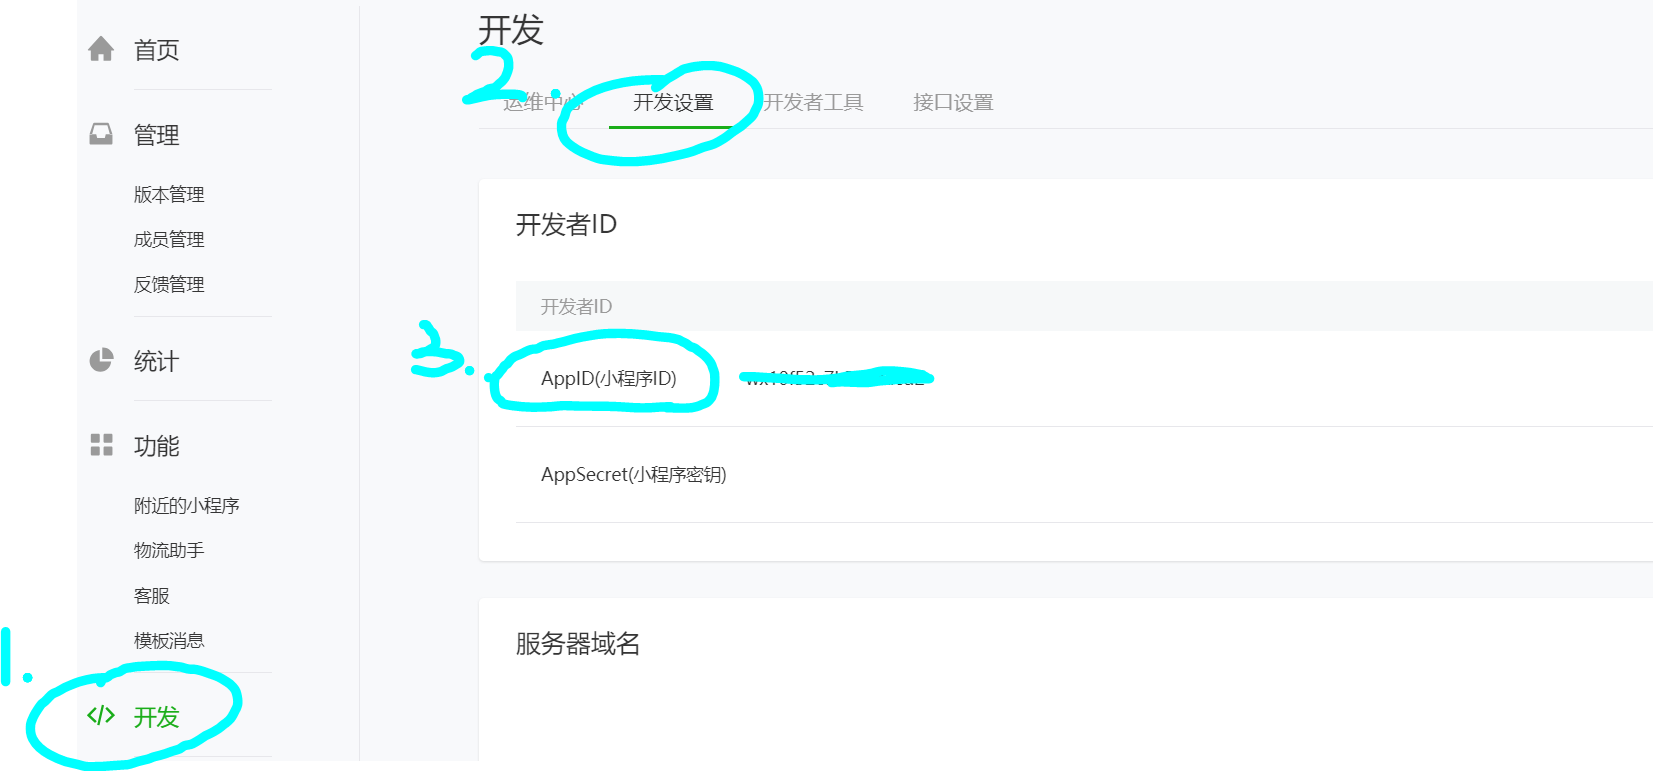 首页
管理
版本管理
成员管理
反馈管理
统计
功能
附近的小程序
物流助手
客服
模板消息
1.
开发
开发
2.
运维中心 开发设置 开发者工具 接口设置
开发者ID
开发者ID
3.
AppID(小程序ID)
AppSecret(小程序密钥)
服务器域名